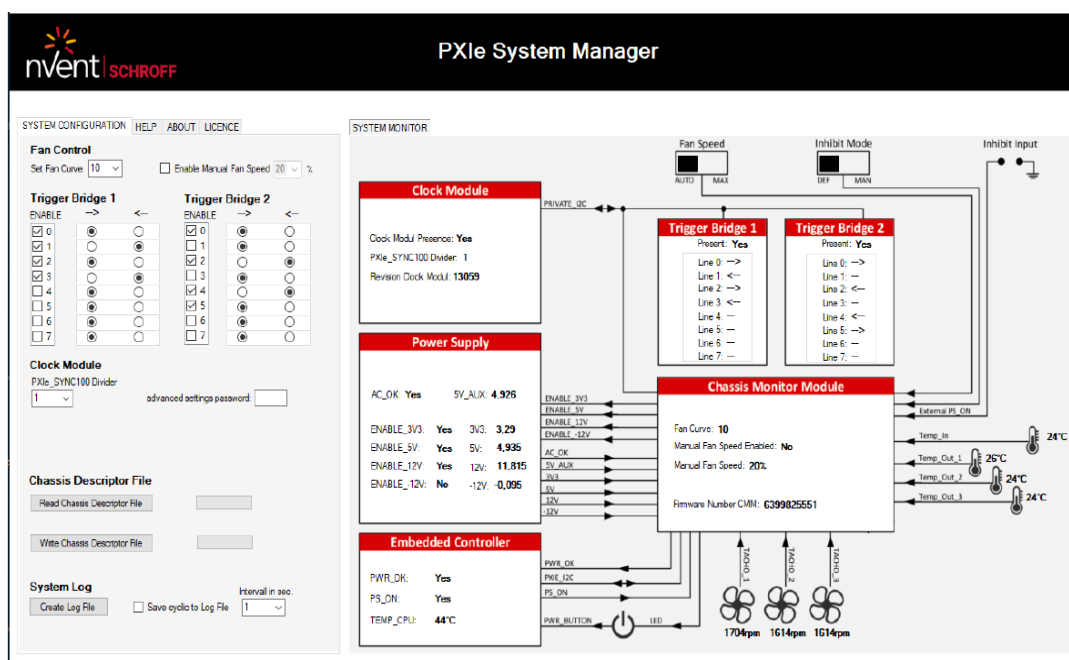 nVent SCHROFF
PXIe System Manager
SYSTEM CONFIGURATION HELP ABOUT LICENCE
Fan Control
Set Fan Curve 10 Enable Manual Fan Speed 20 %
Trigger Bridge 1 Trigger Bridge 2
ENABLE --> <-- ENABLE --> <--
0 0
1 1
2 2
3 3
4 4
5 5
6 6
7 7
Clock Module
PXIe_SYNC100 Divider
1 advanced settings password:
Chassis Descriptor File
Read Chassis Descriptor File
Write Chassis Descriptor File
System Log
Intervall in sec.
Create Log File Save cyclic to Log File 1
SYSTEM MONITOR
Fan Speed Inhibit Mode Inhibit Input
AUTO MAX DEF MAN
Clock Module
Clock Modul Presence: Yes
PXIe_SYNC100 Divider: 1
Revision Clock Modul: 13059
PRIVATE_I2C
Trigger Bridge 1
Present: Yes
Line 0: -->
Line 1: <--
Line 2: -->
Line 3: <--
Line 4: --
Line 5: --
Line 6: --
Line 7: --
Trigger Bridge 2
Present: Yes
Line 0: -->
Line 1: --
Line 2: <--
Line 3: --
Line 4: <--
Line 5: -->
Line 6: --
Line 7: --
Power Supply
AC_OK: Yes 5V_AUX: 4.926
ENABLE_3V3: Yes 3V3: 3,29
ENABLE_5V: Yes 5V: 4,935
ENABLE_12V: Yes 12V: 11.815
ENABLE_-12V: No -12V: -0,095
ENABLE_3V3
ENABLE_5V
ENABLE_12V
ENABLE_-12V
AC_OK
5V_AUX
3V3
5V
12V
-12V
Chassis Monitor Module
Fan Curve: 10
Manual Fan Speed Enabled: No
Manual Fan Speed: 20%
Firmware Number CMM: 6399825551
External PS_ON
Temp_In 24°C
Temp_Out_1 26°C
Temp_Out_2 24°C
Temp_Out_3 24°C
Embedded Controller
PWR_OK: Yes
PS_ON: Yes
TEMP_CPU: 44°C
PWR_OK
PXIE_I2C
PS_ON
PWR_BUTTON LED
TACHO_1
TACHO_2
TACHO_3
1704rpm 1614rpm 1614rpm